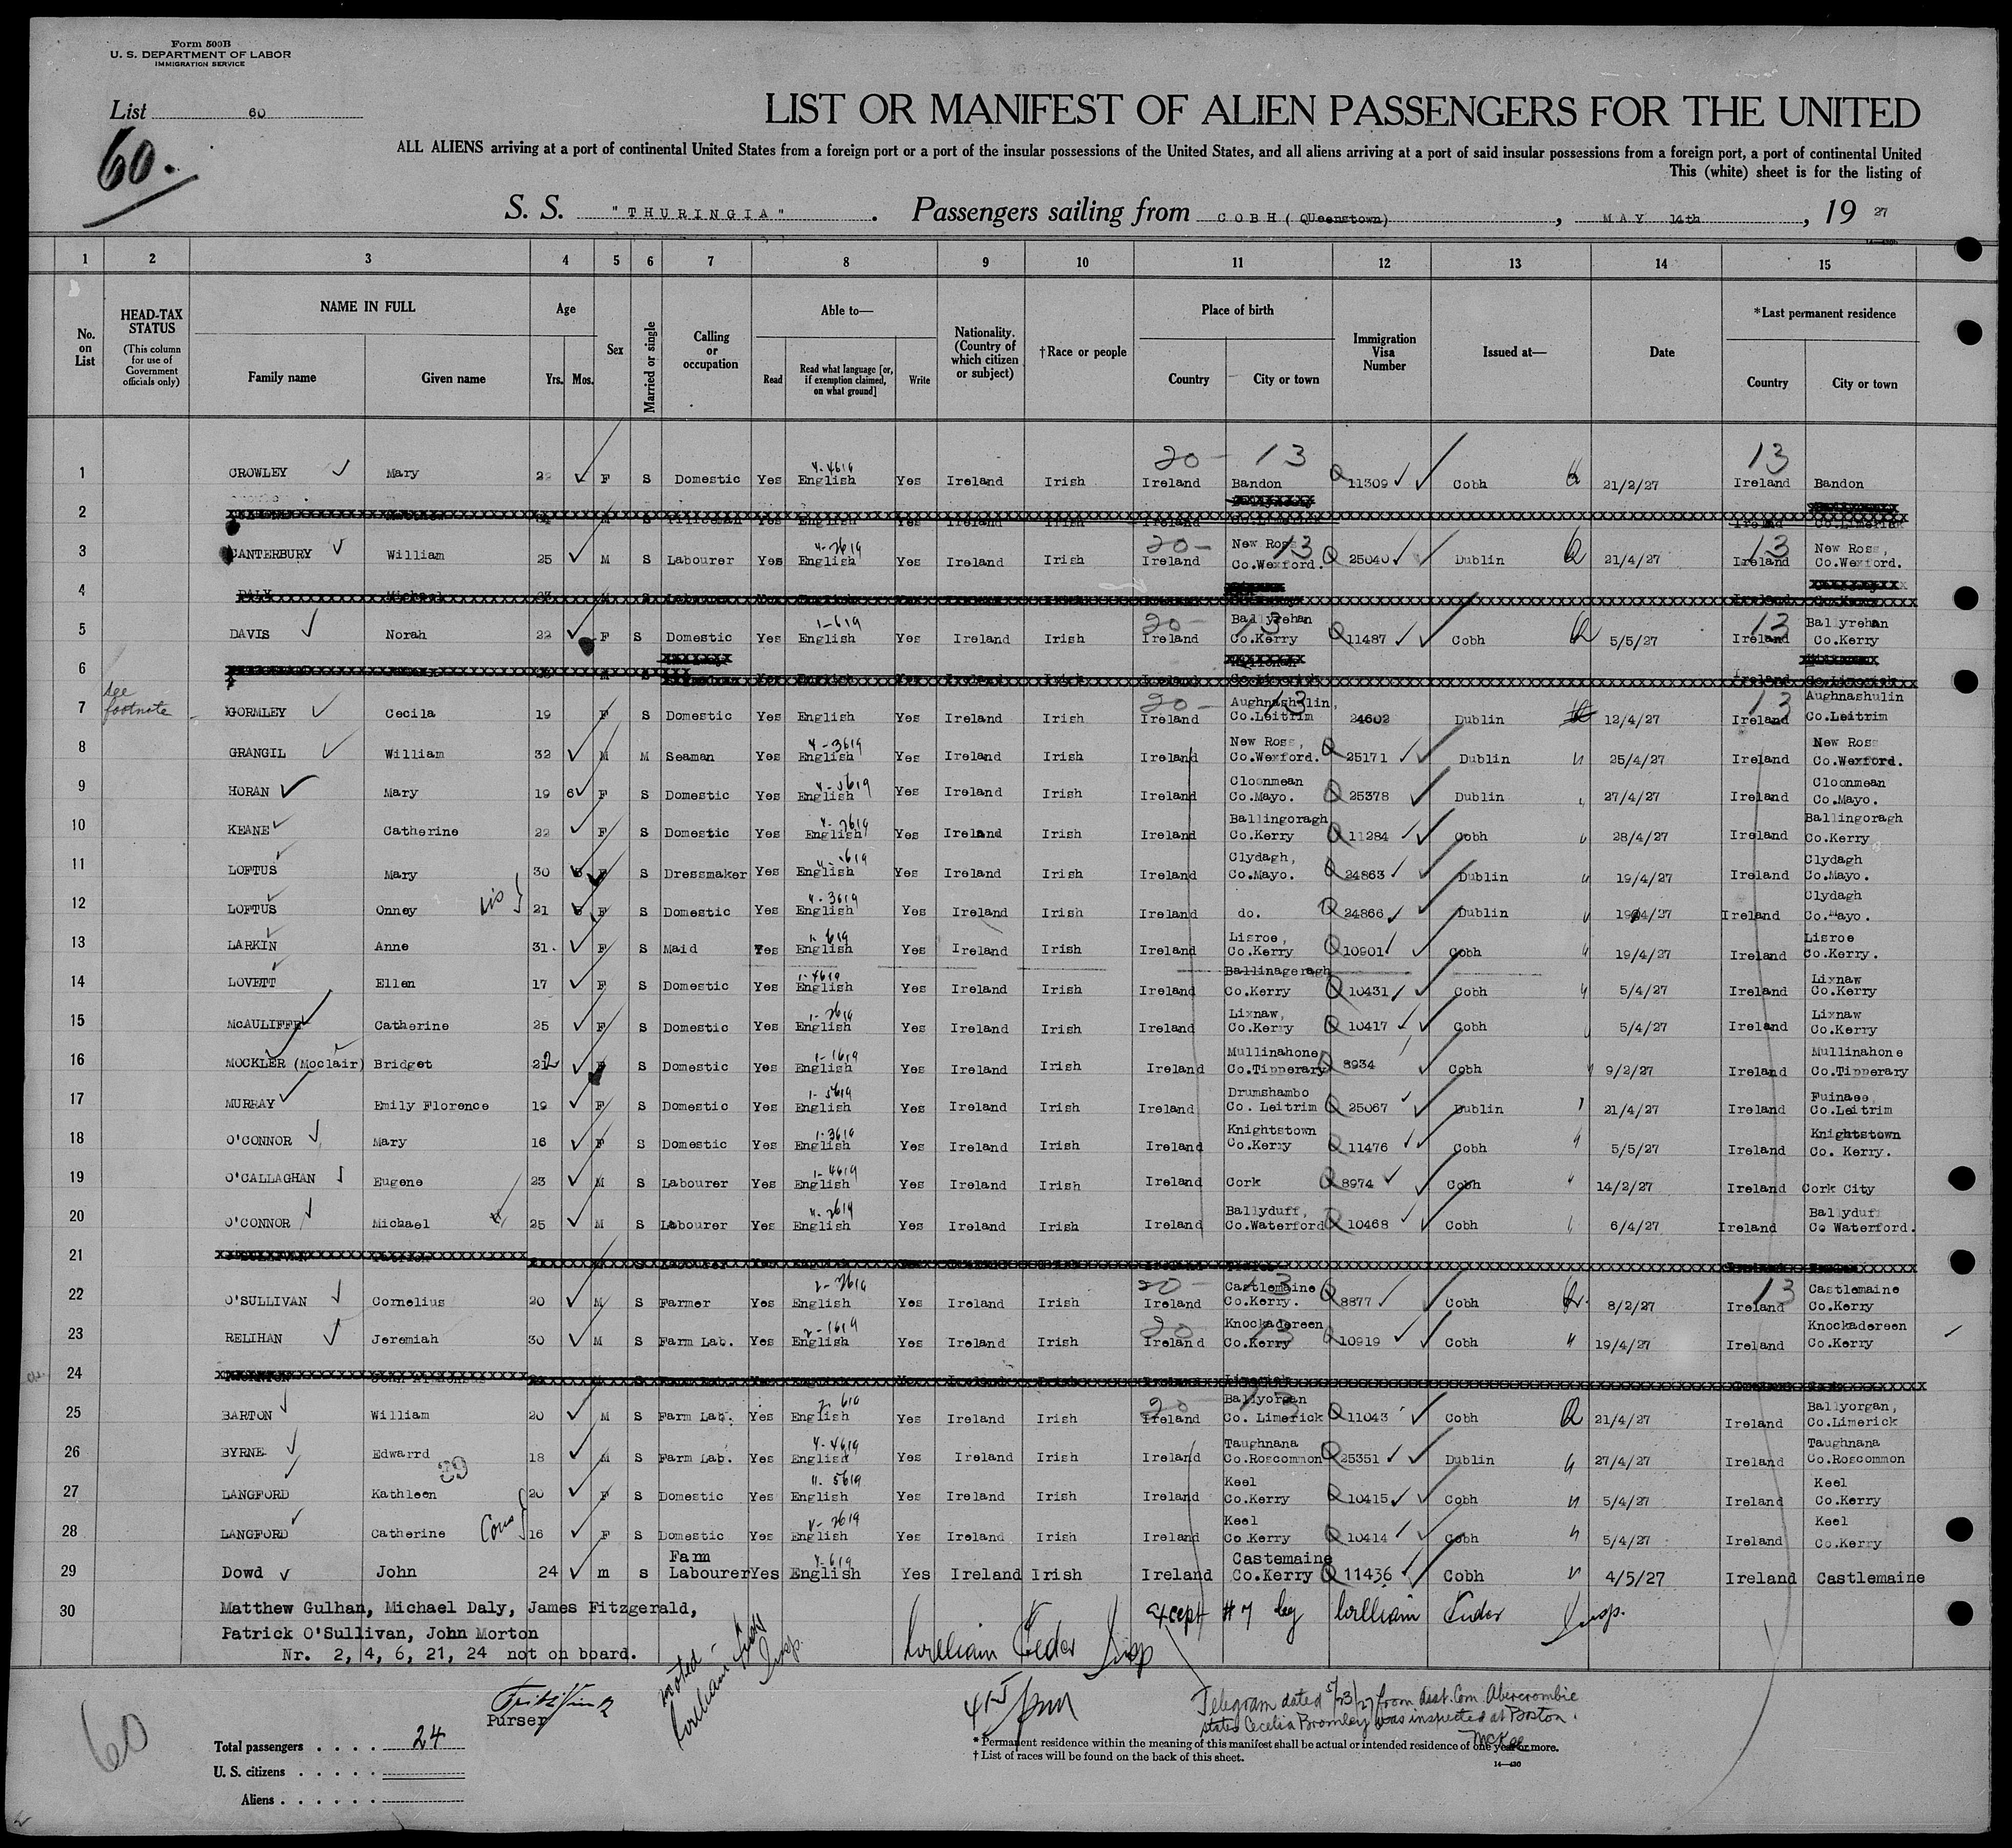 Form 500B
U. S. DEPARTMENT OF LABOR
IMMIGRATION SERVICE
List 60
60.
LIST OR MANIFEST OF ALIEN PASSENGERS FOR THE UNITED
ALL ALIENS arriving at a port of continental United States from a foreign port or a port of the insular possessions of the United States, and all aliens arriving at a port of said insular possessions from a foreign port, a port of continental United
This (white) sheet is for the listing of
S. S. "THURINGIA". Passengers sailing from COBH (QUeenstown), MAY 14th, 19 27
1 2 3 4 5 6 7 8 9 10 11 12 13 14 15
No. on List
HEAD-TAX STATUS
(This column for use of Government officials only)
NAME IN FULL
Family name Given name
Age
Yrs. Mos.
Sex
Married or single
Calling or occupation
Able to—
Read Read what language [or, if exemption claimed, on what ground] Write
Nationality. (Country of which citizen or subject)
†Race or people
Place of birth
Country City or town
Immigration Visa Number
Issued at—
Date
*Last permanent residence
Country City or town
20 - 13 13
1 CROWLEY Mary 22 F S Domestic Yes English Yes Ireland Irish Ireland Bandon Q 11309 Cobh 21/2/27 Ireland Bandon
2
3 CANTERBURY William 25 M S Labourer Yes English Yes Ireland Irish Ireland New Ross Co.Wexford. Q 25040 Dublin 21/4/27 Ireland New Ross, Co.Wexford.
4 DALY Michael 23 M S Labourer
5 DAVIS Norah 22 F S Domestic Yes English Yes Ireland Irish Ireland Ballyrehan Co.Kerry Q 11487 Cobh 5/5/27 Ireland Ballyrehan Co.Kerry
6
see footnote
7 GORMLEY Cecila 19 F S Domestic Yes English Yes Ireland Irish Ireland Aughnashulin, Co.Leitrim 24602 Dublin 12/4/27 Ireland Aughnashulin Co.Leitrim
8 GRANGIL William 32 M M Seaman Yes English Yes Ireland Irish Ireland New Ross, Co.Wexford. Q 25171 Dublin 25/4/27 Ireland New Ross Co.Wexford.
9 HORAN Mary 19 6 F S Domestic Yes English Yes Ireland Irish Ireland Cloonmean Co.Mayo. Q 25378 Dublin 27/4/27 Ireland Cloonmean Co.Mayo.
10 KEANE Catherine 22 F S Domestic Yes English Yes Ireland Irish Ireland Ballingoragh Co.Kerry Q 11284 Cobh 28/4/27 Ireland Ballingoragh Co.Kerry
11 LOFTUS Mary 30 F S Dressmaker Yes English Yes Ireland Irish Ireland Clydagh, Co.Mayo. Q 24863 Dublin 19/4/27 Ireland Clydagh Co.Mayo.
12 LOFTUS Onney 21 F S Domestic Yes English Yes Ireland Irish Ireland do. Q 24866 Dublin 19/4/27 Ireland Clydagh Co.Mayo.
13 LARKIN Anne 31. F S Maid Yes English Yes Ireland Irish Ireland Lisroe, Co.Kerry Q 10901 Cobh 19/4/27 Ireland Lisroe Co.Kerry.
14 LOVETT Ellen 17 F S Domestic Yes English Yes Ireland Irish Ireland Ballinageragh Co.Kerry Q 10431 Cobh 5/4/27 Ireland Lixnaw Co.Kerry
15 McAULIFFE Catherine 25 F S Domestic Yes English Yes Ireland Irish Ireland Lixnaw, Co.Kerry Q 10417 Cobh 5/4/27 Ireland Lixnaw Co.Kerry
16 MOCKLER (Moclair) Bridget 22 F S Domestic Yes English Yes Ireland Irish Ireland Mullinahone Co.Tipperary Q 8934 Cobh 9/2/27 Ireland Mullinahone Co.Tipperary
17 MURRAY Emily Florence 19 F S Domestic Yes English Yes Ireland Irish Ireland Drumshambo Co. Leitrim Q 25067 Dublin 21/4/27 Ireland Fuinaee Co.Leitrim
18 O'CONNOR Mary 16 F S Domestic Yes English Yes Ireland Irish Ireland Knightstown Co.Kerry Q 11476 Cobh 5/5/27 Ireland Knightstown Co. Kerry.
19 O'CALLAGHAN Eugene 23 M S Labourer Yes English Yes Ireland Irish Ireland Cork Q 8974 Cobh 14/2/27 Ireland Cork City
20 O'CONNOR Michael 25 M S Labourer Yes English Yes Ireland Irish Ireland Ballyduff, Co.Waterford Q 10468 Cobh 6/4/27 Ireland Ballyduff Co Waterford.
21
22 O'SULLIVAN Cornelius 20 M S Farmer Yes English Yes Ireland Irish Ireland Castlemaine Co.Kerry. Q 8877 Cobh 8/2/27 Ireland Castlemaine Co.Kerry
23 RELIHAN Jeremiah 30 M S Farm Lab. Yes English Yes Ireland Irish Ireland Knockadereen Co.Kerry Q 10919 Cobh 19/4/27 Ireland Knockadereen Co.Kerry
24
25 BARTON William 20 M S Farm Lab. Yes English Yes Ireland Irish Ireland Ballyorgan Co. Limerick Q 11043 Cobh 21/4/27 Ireland Ballyorgan, Co.Limerick
26 BYRNE Edwarrd 18 M S Farm Lab. Yes English Yes Ireland Irish Ireland Taughnana Co.Roscommon Q 25351 Dublin 27/4/27 Ireland Taughnana Co.Roscommon
27 LANGFORD Kathleen 20 F S Domestic Yes English Yes Ireland Irish Ireland Keel Co.Kerry Q 10415 Cobh 5/4/27 Ireland Keel Co.Kerry
28 LANGFORD Catherine Cous 16 F S Domestic Yes English Yes Ireland Irish Ireland Keel Co Kerry Q 10414 Cobh 5/4/27 Ireland Keel Co.Kerry
29 Dowd John 24 m s Farm Labourer Yes English Yes Ireland Irish Ireland Castemaine Co.Kerry Q 11436 Cobh 4/5/27 Ireland Castlemaine
30 Matthew Gulhan, Michael Daly, James Fitzgerald,
Patrick O'Sullivan, John Morton
Nr. 2, 4, 6, 21, 24 not on board.
except # 7 by William Insp.
noted William Insp.
William Insp
Purser
60
Telegram dated 5/23/27 from Asst. Com. Abercrombie
states Cecelia Bromley was inspected at Boston.
McKee
Total passengers . . . . 24
U. S. citizens . . . . .
Aliens . . . . . .
* Permanent residence within the meaning of this manifest shall be actual or intended residence of one year or more.
† List of races will be found on the back of this sheet.
14—430